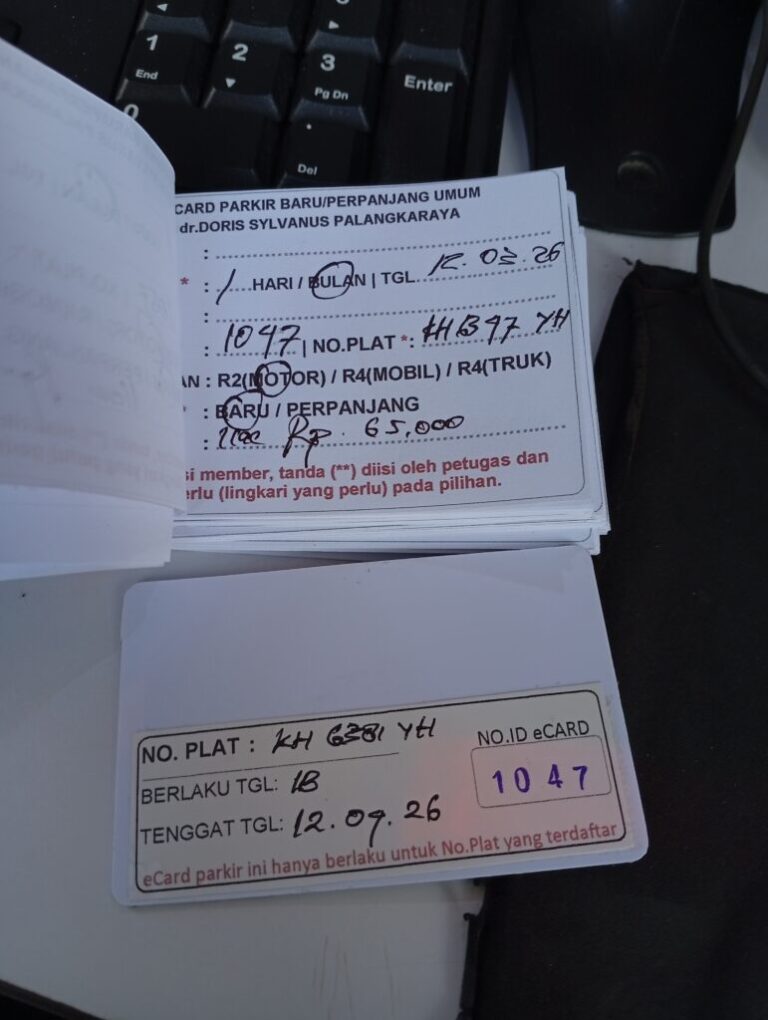 1
End
2
3
Pg Dn
Enter
0
.
Del
CARD PARKIR BARU/PERPANJANG UMUM
dr.DORIS SYLVANUS PALANGKARAYA
:
* : 1 HARI / BULAN | TGL 12.03.26
:
: 1047 | NO.PLAT *: KH 6397 YH
AN : R2(MOTOR) / R4(MOBIL) / R4(TRUK)
* : BARU / PERPANJANG
: Rp. 65.000
si member, tanda (**) diisi oleh petugas dan
erlu (lingkari yang perlu) pada pilihan.
NO. PLAT : KH 6381 YH
NO.ID eCARD
1047
BERLAKU TGL: 1B
TENGGAT TGL: 12.09.26
eCard parkir ini hanya berlaku untuk No.Plat yang terdaftar